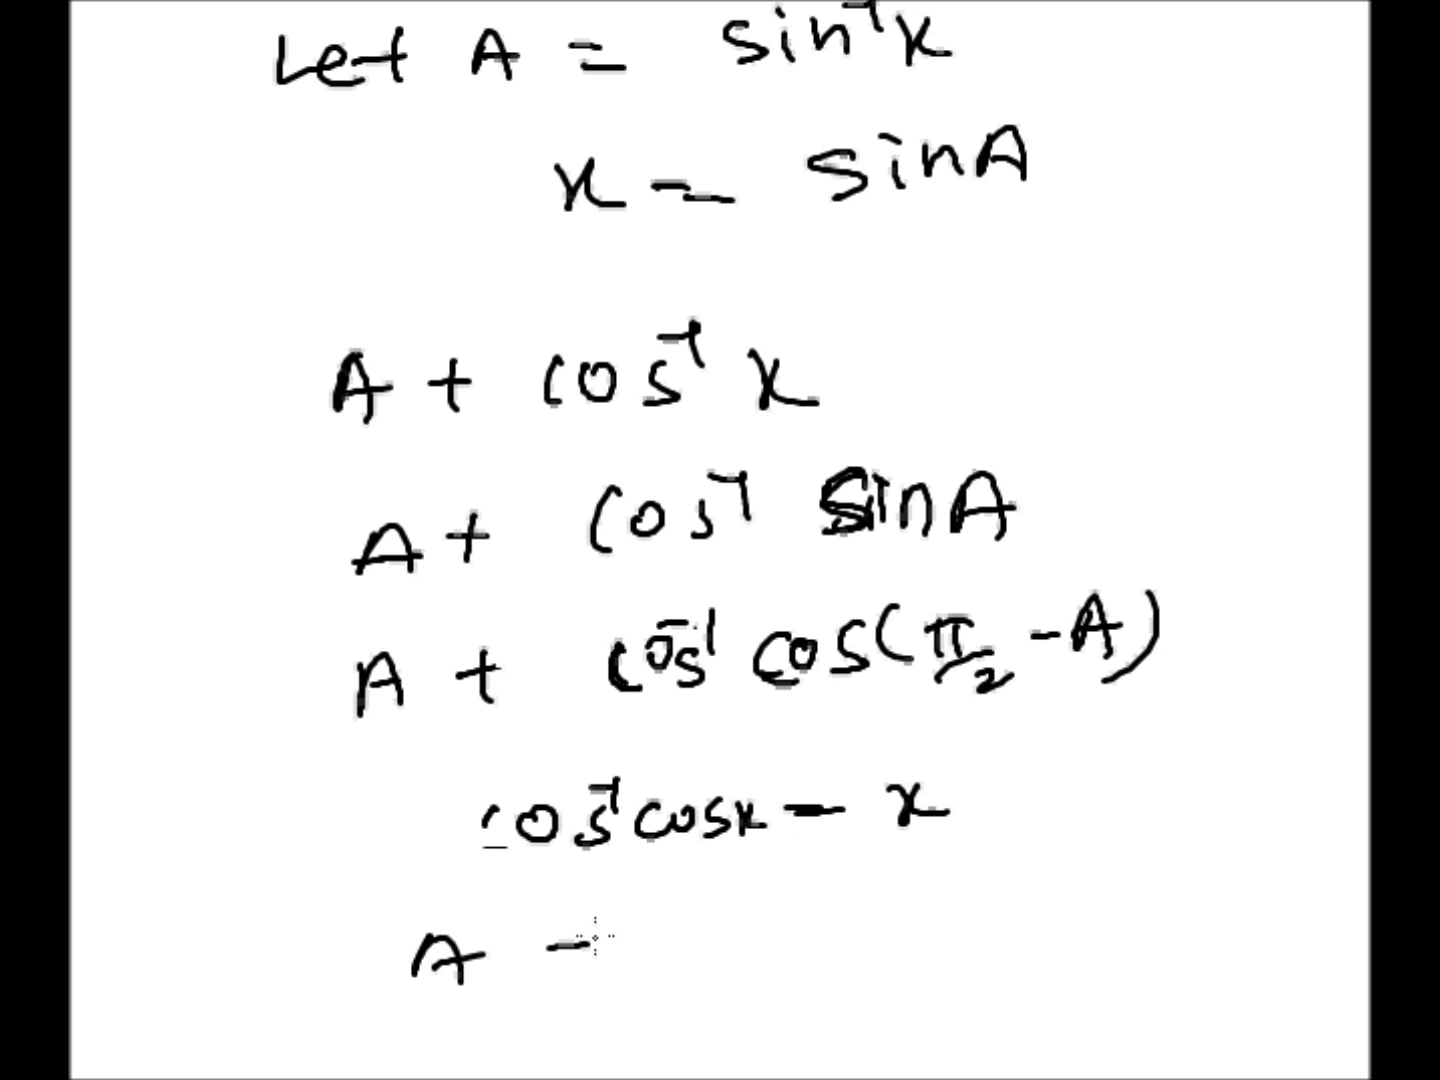 Let A = sin⁻¹x
x = sinA
A + cos⁻¹ x
A + cos⁻¹ sinA
A + cos⁻¹ cos(π/2 - A)
cos⁻¹cosx = x
A -